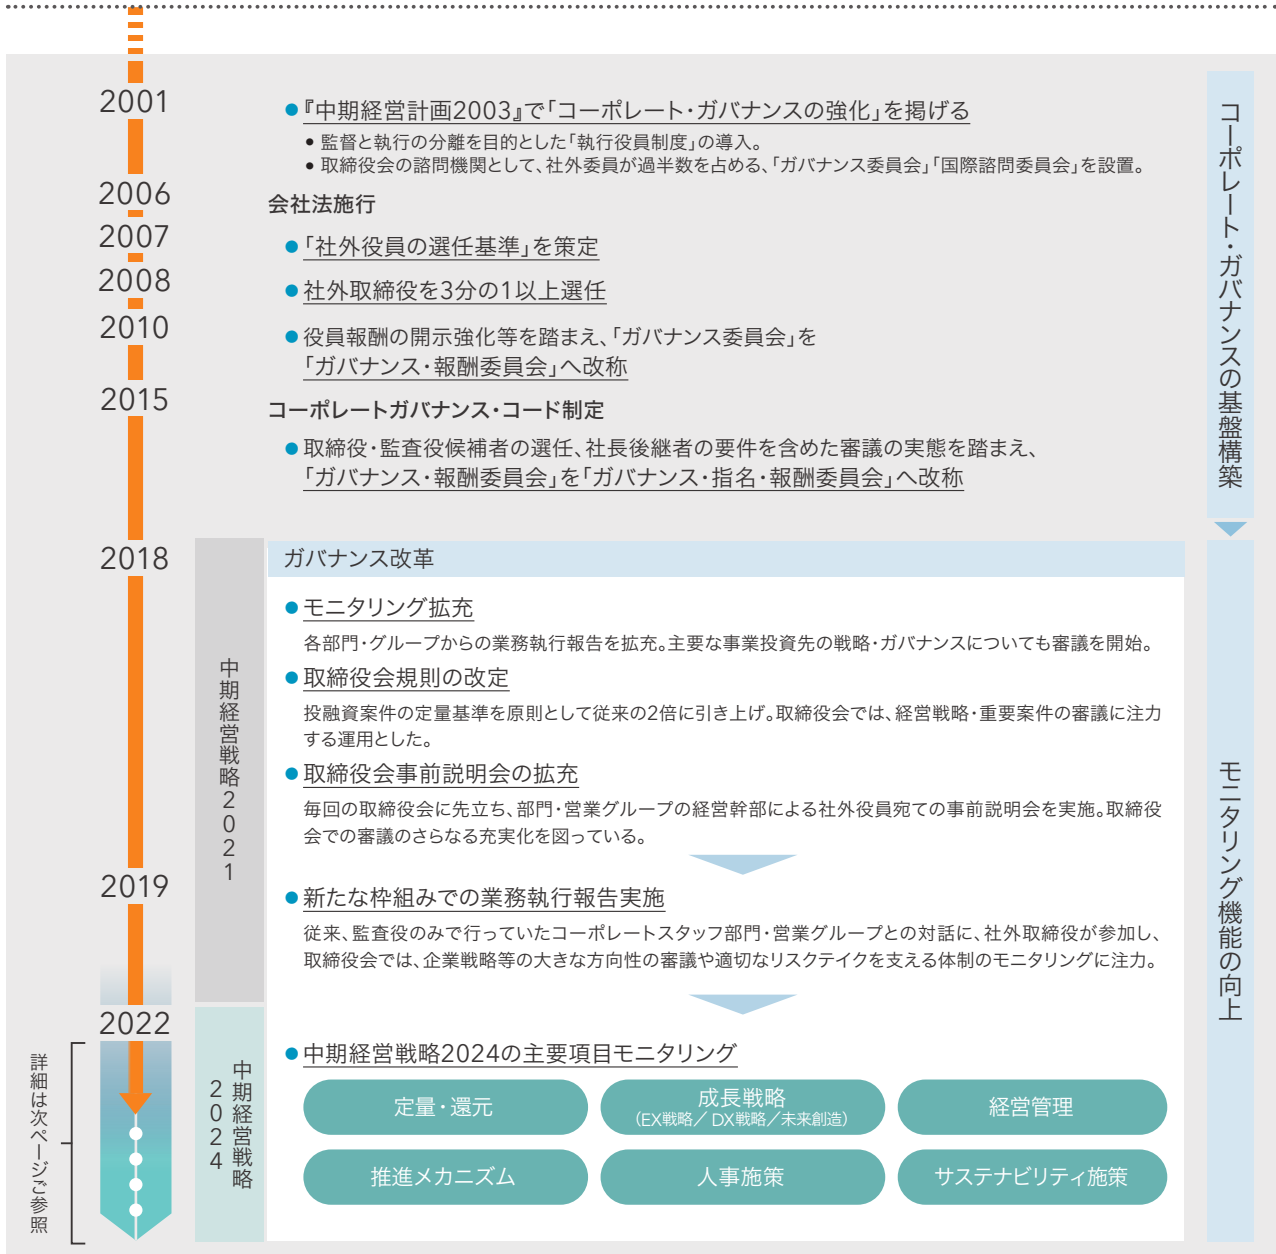 2001
●『中期経営計画2003』で「コーポレート・ガバナンスの強化」を掲げる
● 監督と執行の分離を目的とした「執行役員制度」の導入。
● 取締役会の諮問機関として、社外委員が過半数を占める、「ガバナンス委員会」「国際諮問委員会」を設置。
2006
会社法施行
2007
●「社外役員の選任基準」を策定
2008
●社外取締役を3分の1以上選任
2010
●役員報酬の開示強化等を踏まえ、「ガバナンス委員会」を
「ガバナンス・報酬委員会」へ改称
2015
コーポレートガバナンス・コード制定
●取締役・監査役候補者の選任、社長後継者の要件を含めた審議の実態を踏まえ、
「ガバナンス・報酬委員会」を「ガバナンス・指名・報酬委員会」へ改称
コーポレート・ガバナンスの基盤構築
2018
中期経営戦略2021
ガバナンス改革
●モニタリング拡充
各部門・グループからの業務執行報告を拡充。主要な事業投資先の戦略・ガバナンスについても審議を開始。
●取締役会規則の改定
投融資案件の定量基準を原則として従来の2倍に引き上げ。取締役会では、経営戦略・重要案件の審議に注力
する運用とした。
●取締役会事前説明会の拡充
毎回の取締役会に先立ち、部門・営業グループの経営幹部による社外役員宛ての事前説明会を実施。取締役
会での審議のさらなる充実化を図っている。
2019
●新たな枠組みでの業務執行報告実施
従来、監査役のみで行っていたコーポレートスタッフ部門・営業グループとの対話に、社外取締役が参加し、
取締役会では、企業戦略等の大きな方向性の審議や適切なリスクテイクを支える体制のモニタリングに注力。
2022
詳細は次ページご参照
中期経営戦略
2024
●中期経営戦略2024の主要項目モニタリング
定量・還元
成長戦略
(EX戦略／DX戦略／未来創造)
経営管理
推進メカニズム
人事施策
サステナビリティ施策
モニタリング機能の向上